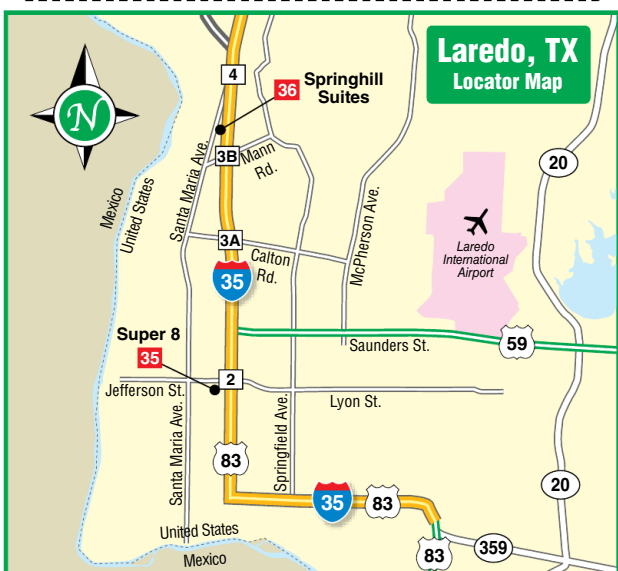 Laredo, TX
Locator Map
N
4
36
Springhill
Suites
3B
Mann
Rd.
Santa Maria Ave.
20
Mexico
United States
McPherson Ave.
Laredo
International
Airport
3A
Calton
Rd.
35
59
Saunders St.
Super 8
35
2
Jefferson St.
Lyon St.
Santa Maria Ave.
Springfield Ave.
83
35
83
20
United States
Mexico
83
359